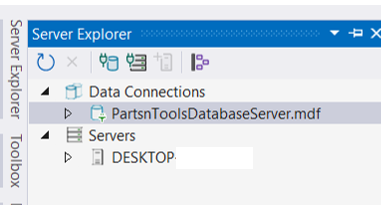 Server Explorer
Server Explorer
Toolbox
Data Connections
PartsnToolsDatabaseServer.mdf
Servers
DESKTOP-